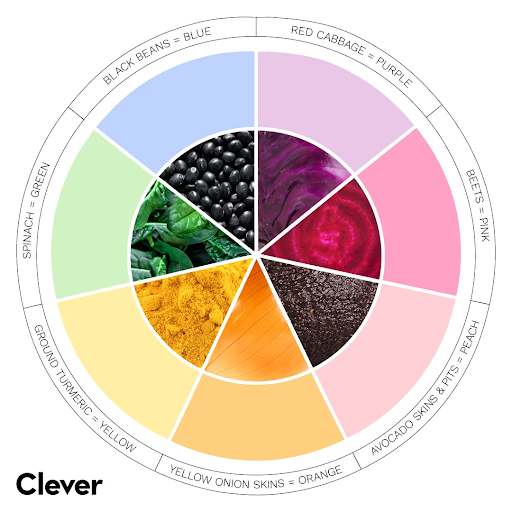 RED CABBAGE = PURPLE
BEETS = PINK
AVOCADO SKINS & PITS = PEACH
YELLOW ONION SKINS = ORANGE
GROUND TURMERIC = YELLOW
SPINACH = GREEN
BLACK BEANS = BLUE
Clever